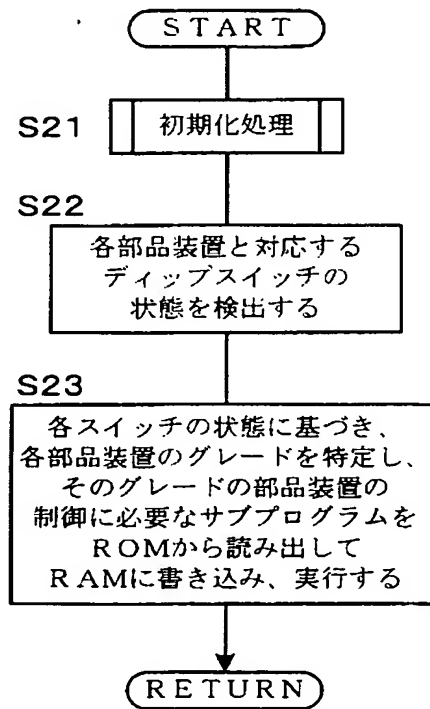 ＳＴＡＲＴ
S21
初期化処理
S22
各部品装置と対応する
ディップスイッチの
状態を検出する
S23
各スイッチの状態に基づき、
各部品装置のグレードを特定し、
そのグレードの部品装置の
制御に必要なサブプログラムを
ＲＯＭから読み出して
ＲＡＭに書き込み、実行する
ＲＥＴＵＲＮ